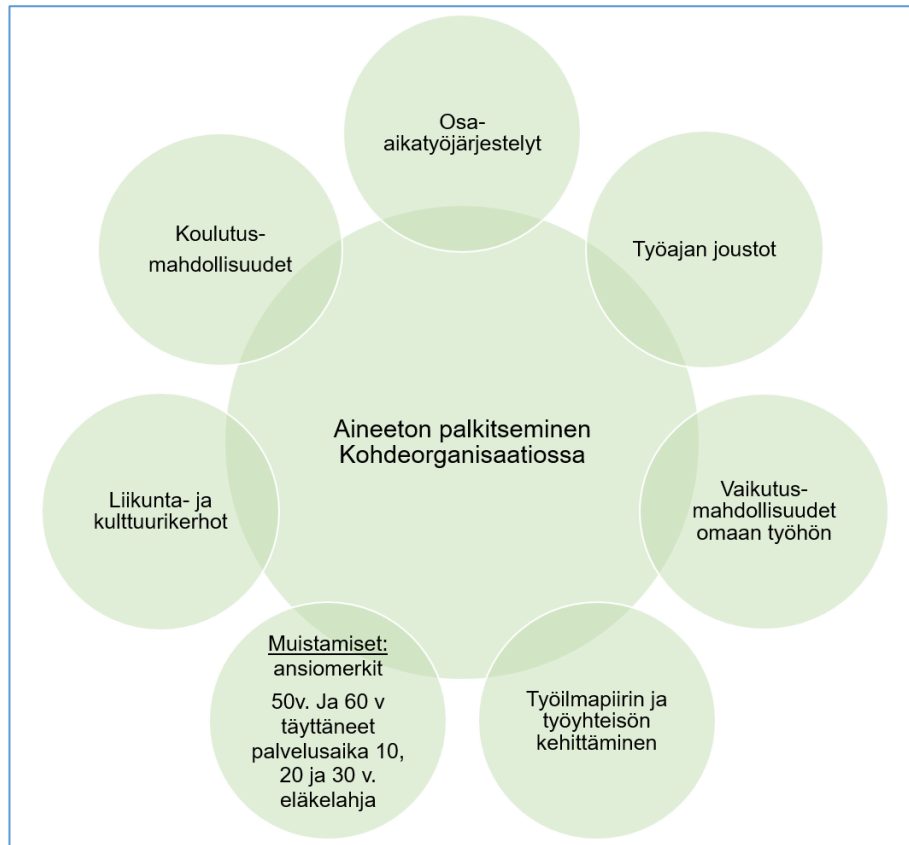 Osa-
aikatyöjärjestelyt
Koulutus-
mahdollisuudet
Työajan joustot
Aineeton palkitseminen
Kohdeorganisaatiossa
Liikunta- ja
kulttuurikerhot
Vaikutus-
mahdollisuudet
omaan työhön
Muistamiset:
ansiomerkit
50v. Ja 60 v
täyttäneet
palvelusaika 10,
20 ja 30 v.
eläkelahja
Työilmapiirin ja
työyhteisön
kehittäminen